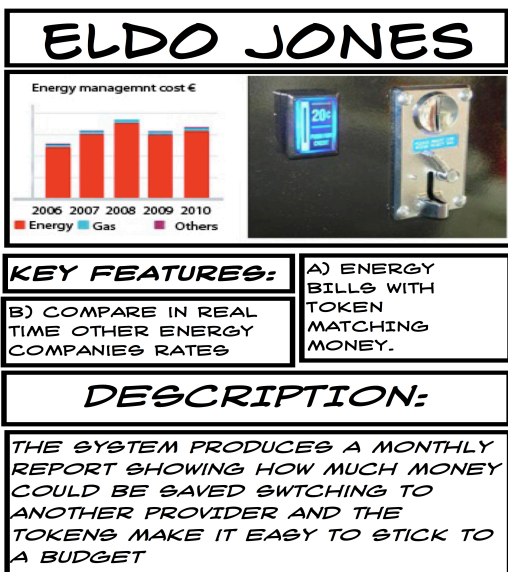 ELDO JONES
Energy managemnt cost €
2006 2007 2008 2009 2010
Energy Gas Others
20c
KEY FEATURES:
A) ENERGY
BILLS WITH
TOKEN
MATCHING
MONEY.
B) COMPARE IN REAL
TIME OTHER ENERGY
COMPANIES RATES
DESCRIPTION:
THE SYSTEM PRODUCES A MONTHLY
REPORT SHOWING HOW MUCH MONEY
COULD BE SAVED SWTCHING TO
ANOTHER PROVIDER AND THE
TOKENS MAKE IT EASY TO STICK TO
A BUDGET